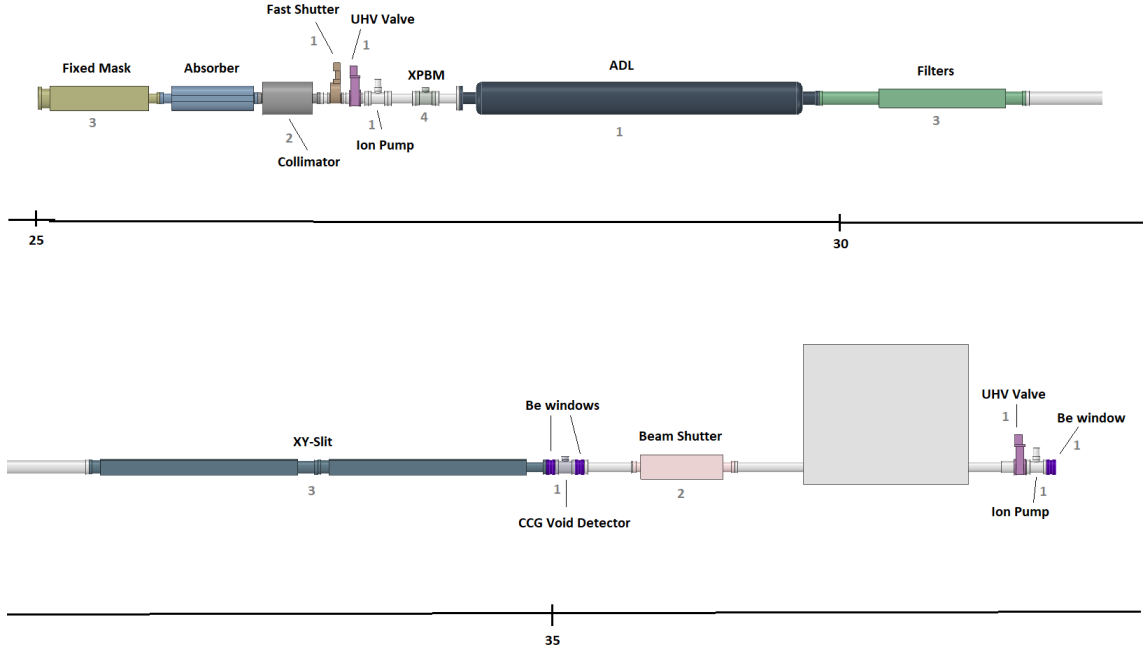 Fast Shutter
1
UHV Valve
1
Fixed Mask
3
Absorber
2
Collimator
1
Ion Pump
XPBM
4
ADL
1
Filters
3
25
30
XY-Slit
3
Be windows
1
CCG Void Detector
Beam Shutter
2
UHV Valve
1
Be window
1
1
Ion Pump
35